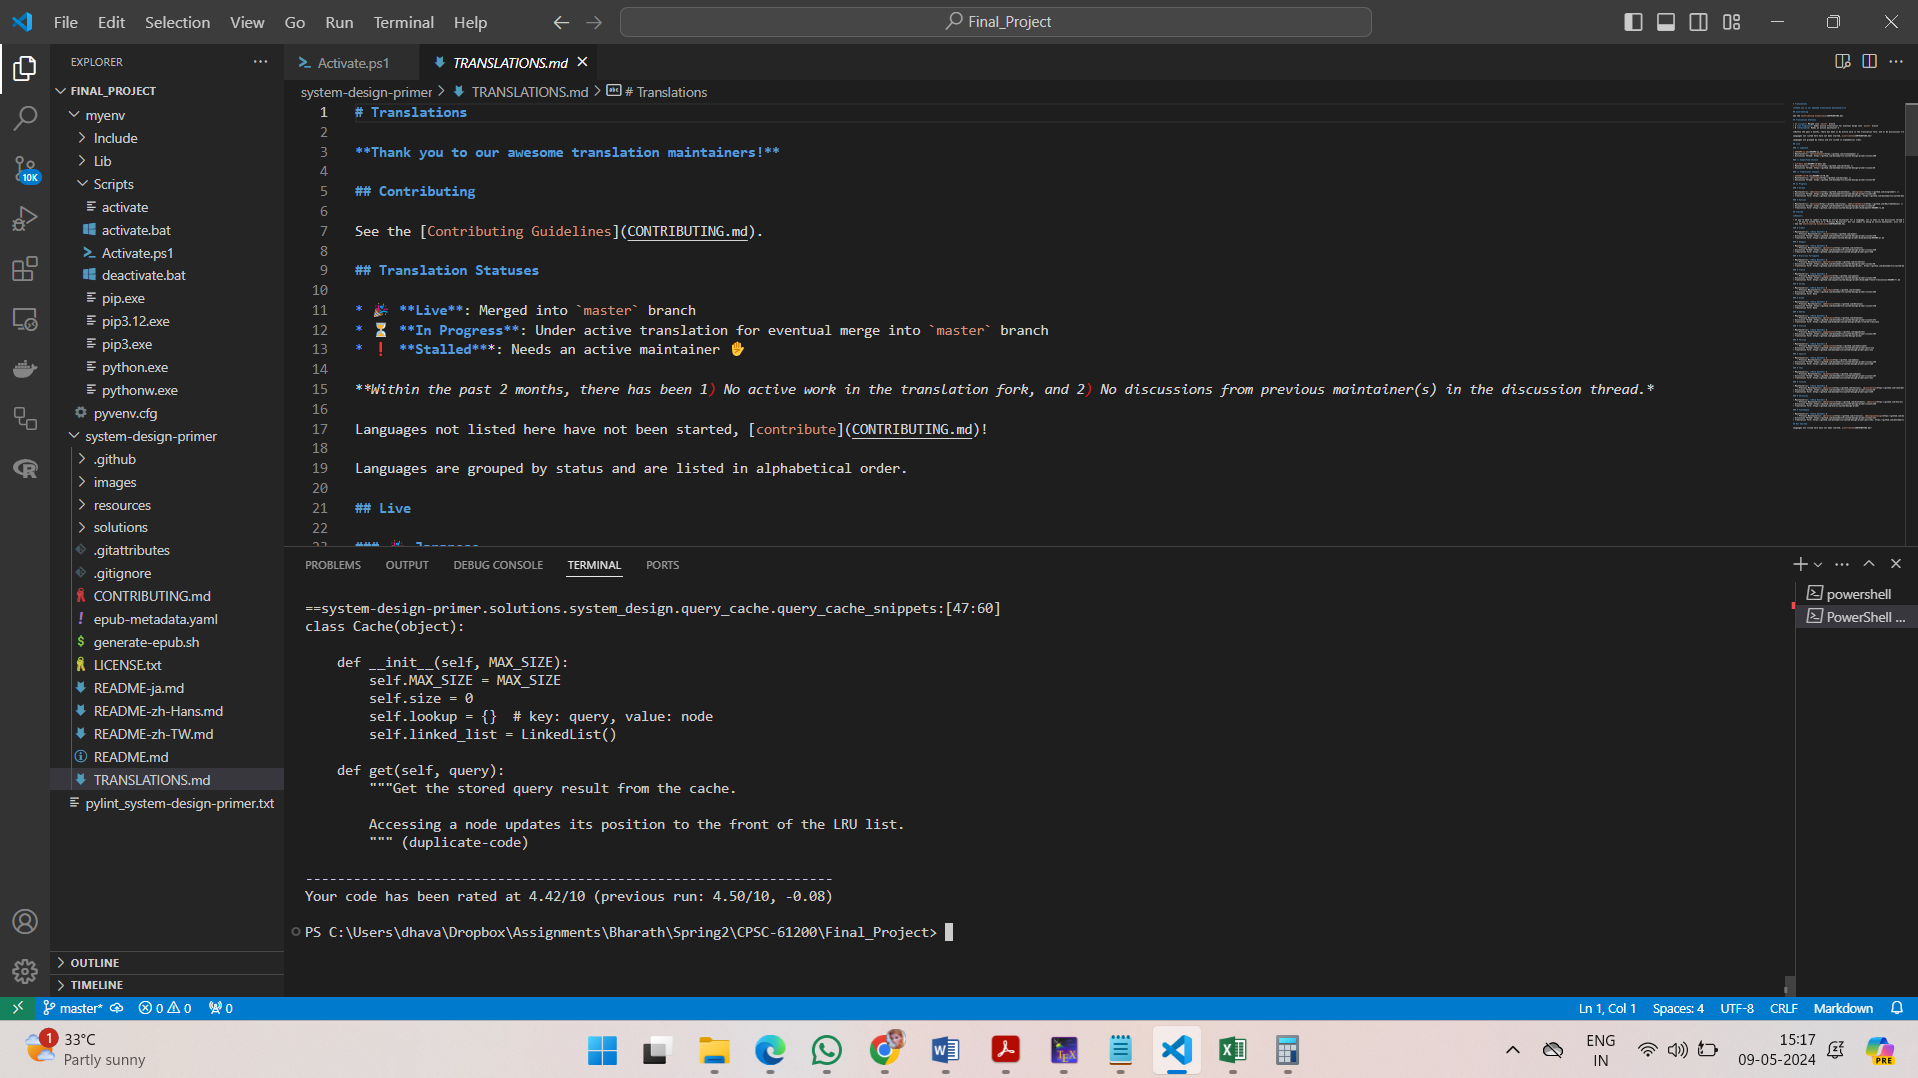 File Edit Selection View Go Run Terminal Help
Final_Project
EXPLORER
FINAL_PROJECT
myenv
Include
Lib
Scripts
activate
activate.bat
Activate.ps1
deactivate.bat
pip.exe
pip3.12.exe
pip3.exe
python.exe
pythonw.exe
pyvenv.cfg
system-design-primer
.github
images
resources
solutions
.gitattributes
.gitignore
CONTRIBUTING.md
epub-metadata.yaml
generate-epub.sh
LICENSE.txt
README-ja.md
README-zh-Hans.md
README-zh-TW.md
README.md
TRANSLATIONS.md
pylint_system-design-primer.txt
OUTLINE
TIMELINE
10K
Activate.ps1 TRANSLATIONS.md
system-design-primer > TRANSLATIONS.md > # Translations
1 # Translations
2
3 **Thank you to our awesome translation maintainers!**
4
5 ## Contributing
6
7 See the [Contributing Guidelines](CONTRIBUTING.md).
8
9 ## Translation Statuses
10
11 * 🎉 **Live**: Merged into `master` branch
12 * ⏳ **In Progress**: Under active translation for eventual merge into `master` branch
13 * ❗ **Stalled***: Needs an active maintainer ✋
14
15 **Within the past 2 months, there has been 1) No active work in the translation fork, and 2) No discussions from previous maintainer(s) in the discussion thread.*
16
17 Languages not listed here have not been started, [contribute](CONTRIBUTING.md)!
18
19 Languages are grouped by status and are listed in alphabetical order.
20
21 ## Live
22
23 ### 🎉 Japanese
PROBLEMS OUTPUT DEBUG CONSOLE TERMINAL PORTS
==system-design-primer.solutions.system_design.query_cache.query_cache_snippets:[47:60]
class Cache(object):
def __init__(self, MAX_SIZE):
self.MAX_SIZE = MAX_SIZE
self.size = 0
self.lookup = {}  # key: query, value: node
self.linked_list = LinkedList()
def get(self, query):
"""Get the stored query result from the cache.
Accessing a node updates its position to the front of the LRU list.
""" (duplicate-code)
------------------------------------------------------------------
Your code has been rated at 4.42/10 (previous run: 4.50/10, -0.08)
PS C:\Users\dhava\Dropbox\Assignments\Bharath\Spring2\CPSC-61200\Final_Project>
powershell
PowerShell ...
master* 0 0 0
Ln 1, Col 1 Spaces: 4 UTF-8 CRLF Markdown
1
33°C
Partly sunny
ENG
IN
15:17
09-05-2024
PRE